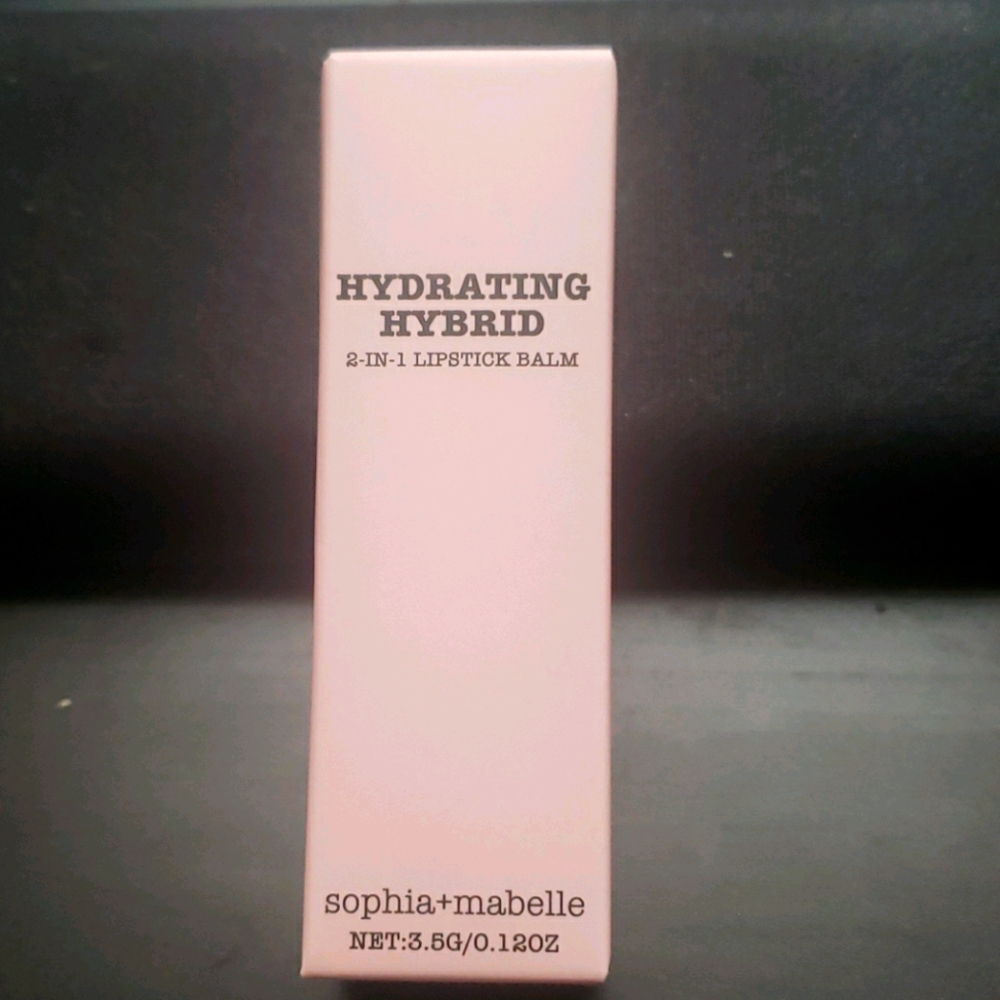 HYDRATING
HYBRID
2-IN-1 LIPSTICK BALM
sophia+mabelle
NET:3.5G/0.12OZ